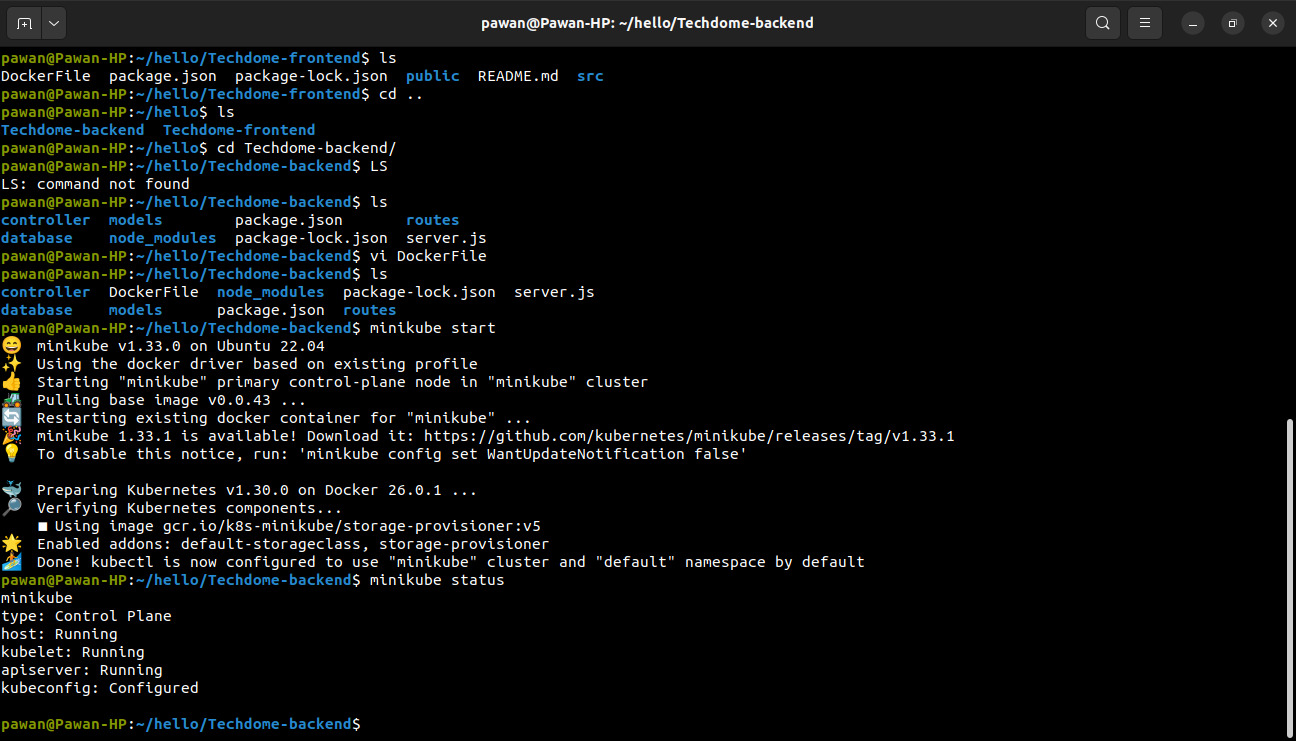 pawan@Pawan-HP: ~/hello/Techdome-backend
pawan@Pawan-HP:~/hello/Techdome-frontend$ ls
DockerFile  package.json  package-lock.json  public  README.md  src
pawan@Pawan-HP:~/hello/Techdome-frontend$ cd ..
pawan@Pawan-HP:~/hello$ ls
Techdome-backend  Techdome-frontend
pawan@Pawan-HP:~/hello$ cd Techdome-backend/
pawan@Pawan-HP:~/hello/Techdome-backend$ LS
LS: command not found
pawan@Pawan-HP:~/hello/Techdome-backend$ ls
controller  models        package.json       routes
database    node_modules  package-lock.json  server.js
pawan@Pawan-HP:~/hello/Techdome-backend$ vi DockerFile
pawan@Pawan-HP:~/hello/Techdome-backend$ ls
controller  DockerFile  node_modules  package-lock.json  server.js
database    models      package.json  routes
pawan@Pawan-HP:~/hello/Techdome-backend$ minikube start
minikube v1.33.0 on Ubuntu 22.04
Using the docker driver based on existing profile
Starting "minikube" primary control-plane node in "minikube" cluster
Pulling base image v0.0.43 ...
Restarting existing docker container for "minikube" ...
minikube 1.33.1 is available! Download it: https://github.com/kubernetes/minikube/releases/tag/v1.33.1
To disable this notice, run: 'minikube config set WantUpdateNotification false'
Preparing Kubernetes v1.30.0 on Docker 26.0.1 ...
Verifying Kubernetes components...
■ Using image gcr.io/k8s-minikube/storage-provisioner:v5
Enabled addons: default-storageclass, storage-provisioner
Done! kubectl is now configured to use "minikube" cluster and "default" namespace by default
pawan@Pawan-HP:~/hello/Techdome-backend$ minikube status
minikube
type: Control Plane
host: Running
kubelet: Running
apiserver: Running
kubeconfig: Configured
pawan@Pawan-HP:~/hello/Techdome-backend$